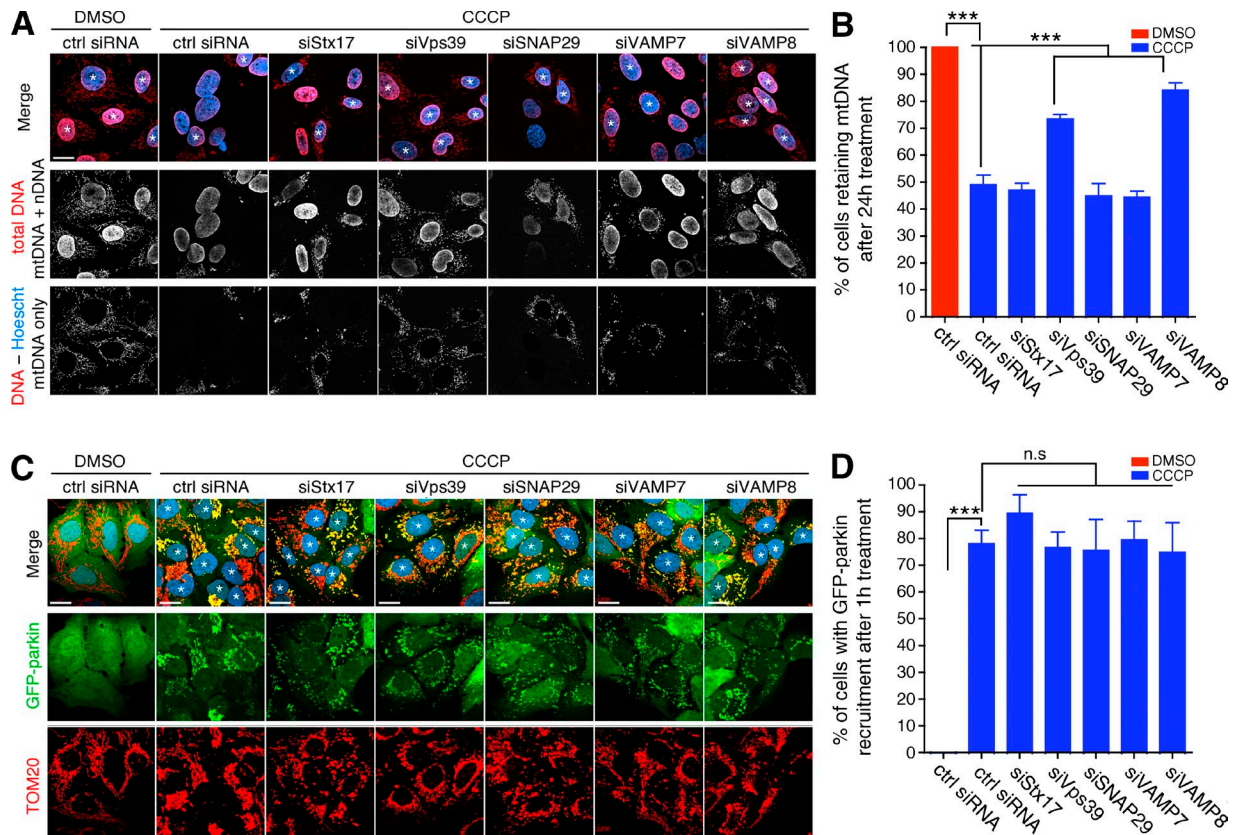 A
DMSO
CCCP
ctrl siRNA
ctrl siRNA
siStx17
siVps39
siSNAP29
siVAMP7
siVAMP8
Merge
total DNA
mtDNA + nDNA
DNA – Hoescht
mtDNA only
B
DMSO
CCCP
***
***
% of cells retaining mtDNA
after 24h treatment
100
90
80
70
60
50
40
30
20
10
0
ctrl siRNA
ctrl siRNA
siStx17
siVps39
siSNAP29
siVAMP7
siVAMP8
C
DMSO
CCCP
ctrl siRNA
ctrl siRNA
siStx17
siVps39
siSNAP29
siVAMP7
siVAMP8
Merge
GFP-parkin
TOM20
D
n.s
DMSO
CCCP
***
% of cells with GFP-parkin
recruitment after 1h treatment
100
90
80
70
60
50
40
30
20
10
0
ctrl siRNA
ctrl siRNA
siStx17
siVps39
siSNAP29
siVAMP7
siVAMP8